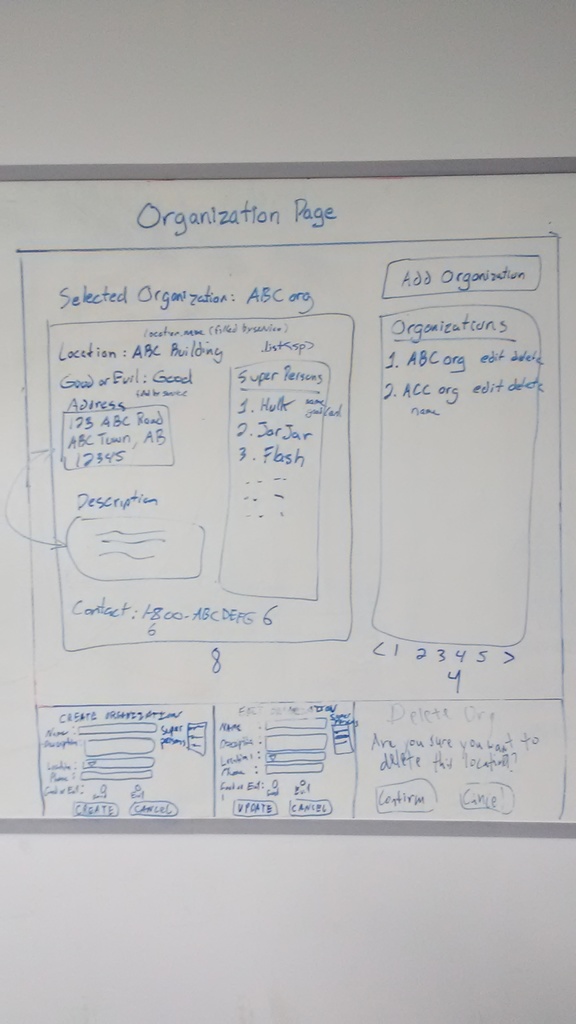 Organization Page
Selected Organization: ABC org
Add Organization
location.name (filled by service)
Location: ABC Building
Good or Evil: Good
Address
123 ABC Road
ABC Town, AB
12345
Description
Contact: 1-800-ABCDEFG 6
6
8
list<sp>
Super Persons
1. Hulk name
2. JarJar
3. Flash
Organizations
1. ABC org edit delete
2. ACC org edit delete
name
< 1 2 3 4 5 >
4
CREATE ORGANIZATION
Name:
Description:
Location:
Phone:
Good or Evil: Good Evil
Super
persons
CREATE CANCEL
EDIT ORGANIZATION
Name:
Description:
Location:
Phone:
Good or Evil: Good Evil
Super
persons
UPDATE CANCEL
Delete Org
Are you sure you want to
delete this location?
Confirm Cancel